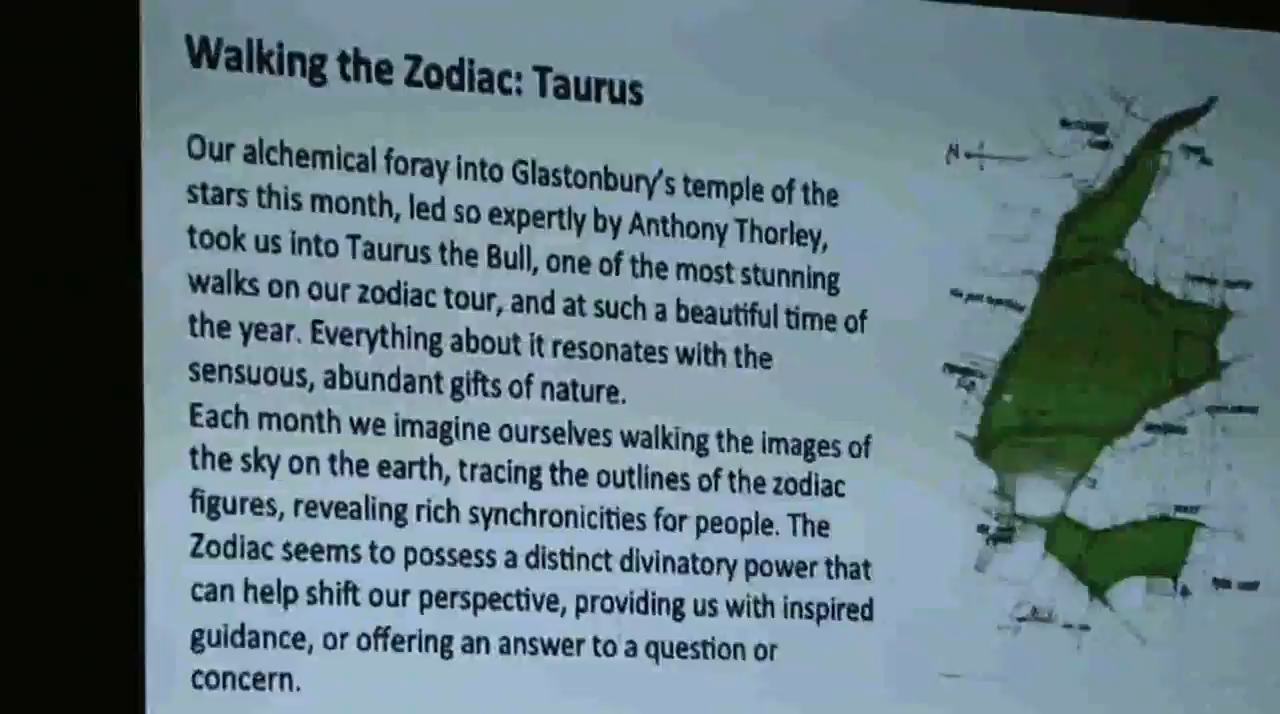 Walking the Zodiac: Taurus
Our alchemical foray into Glastonbury's temple of the
stars this month, led so expertly by Anthony Thorley,
took us into Taurus the Bull, one of the most stunning
walks on our zodiac tour, and at such a beautiful time of
the year. Everything about it resonates with the
sensuous, abundant gifts of nature.
Each month we imagine ourselves walking the images of
the sky on the earth, tracing the outlines of the zodiac
figures, revealing rich synchronicities for people. The
Zodiac seems to possess a distinct divinatory power that
can help shift our perspective, providing us with inspired
guidance, or offering an answer to a question or
concern.
N